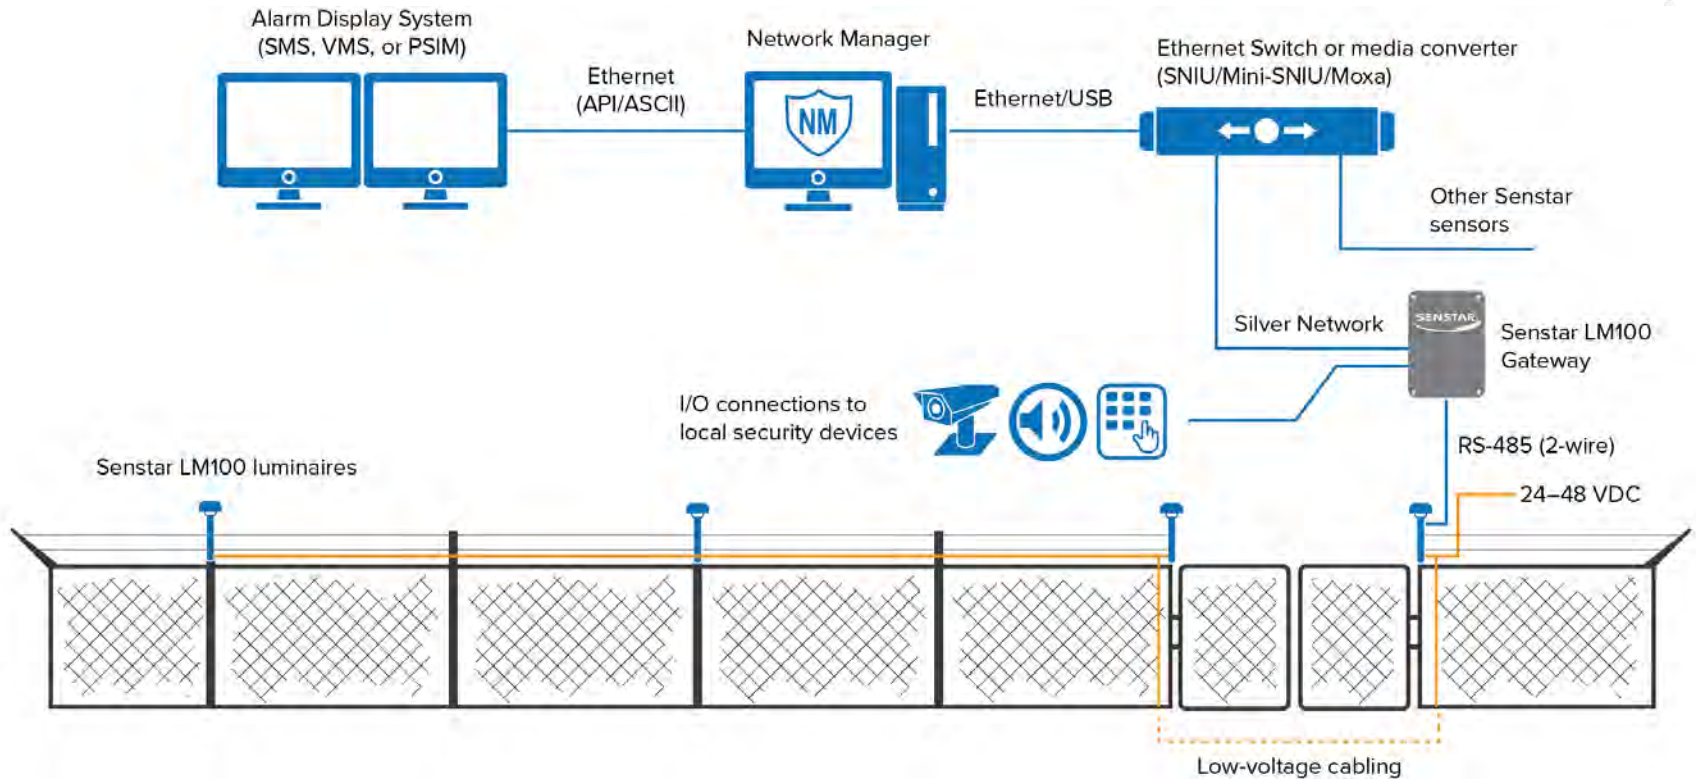 Alarm Display System
(SMS, VMS, or PSIM)
Ethernet
(API/ASCII)
Network Manager
NM
Ethernet/USB
Ethernet Switch or media converter
(SNIU/Mini-SNIU/Moxa)
Other Senstar
sensors
Silver Network
SENSTAR
Senstar LM100
Gateway
I/O connections to
local security devices
RS-485 (2-wire)
24–48 VDC
Senstar LM100 luminaires
Low-voltage cabling